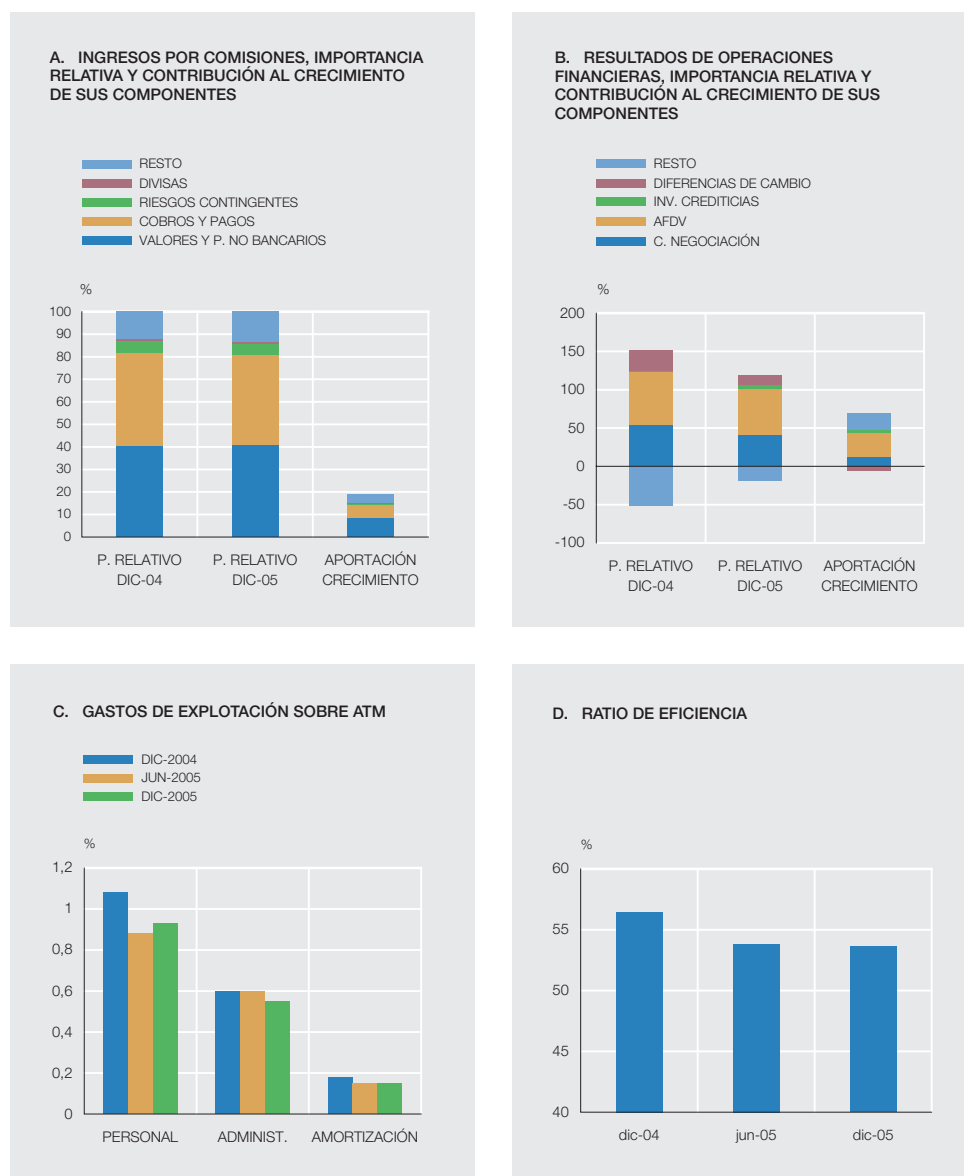 A. INGRESOS POR COMISIONES, IMPORTANCIA
RELATIVA Y CONTRIBUCIÓN AL CRECIMIENTO
DE SUS COMPONENTES
RESTO
DIVISAS
RIESGOS CONTINGENTES
COBROS Y PAGOS
VALORES Y P. NO BANCARIOS
%
100
90
80
70
60
50
40
30
20
10
0
P. RELATIVO
DIC-04
P. RELATIVO
DIC-05
APORTACIÓN
CRECIMIENTO
B. RESULTADOS DE OPERACIONES
FINANCIERAS, IMPORTANCIA RELATIVA Y
CONTRIBUCIÓN AL CRECIMIENTO DE SUS
COMPONENTES
RESTO
DIFERENCIAS DE CAMBIO
INV. CREDITICIAS
AFDV
C. NEGOCIACIÓN
%
200
150
100
50
0
-50
-100
P. RELATIVO
DIC-04
P. RELATIVO
DIC-05
APORTACIÓN
CRECIMIENTO
C. GASTOS DE EXPLOTACIÓN SOBRE ATM
DIC-2004
JUN-2005
DIC-2005
%
1,2
1
0,8
0,6
0,4
0,2
0
PERSONAL
ADMINIST.
AMORTIZACIÓN
D. RATIO DE EFICIENCIA
%
60
55
50
45
40
dic-04
jun-05
dic-05